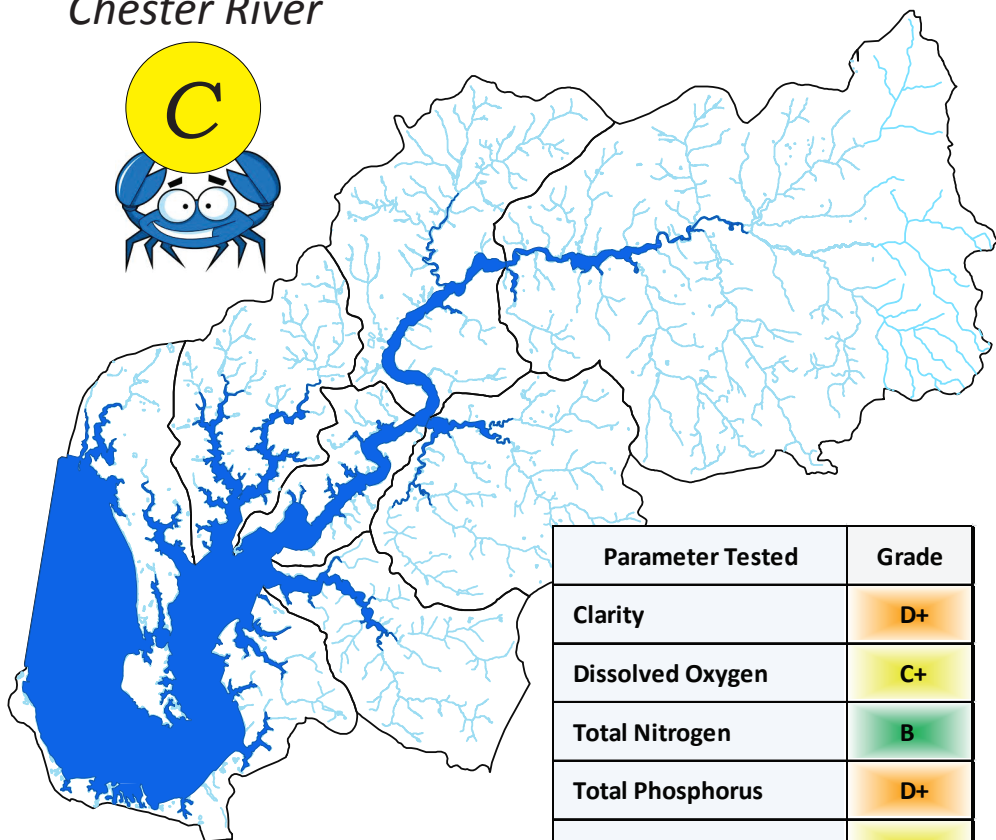 Chester River
C
Parameter Tested Grade
Clarity D+
Dissolved Oxygen C+
Total Nitrogen B
Total Phosphorus D+